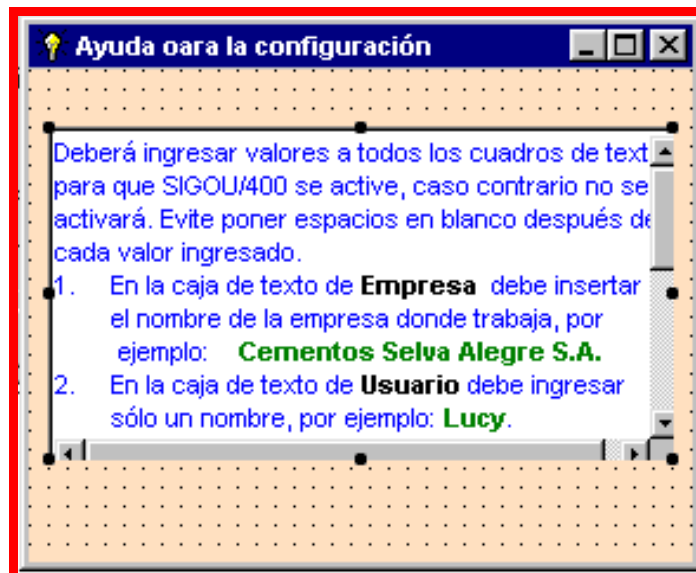 Ayuda oara la configuración
Deberá ingresar valores a todos los cuadros de text
para que SIGOU/400 se active, caso contrario no se
activará. Evite poner espacios en blanco después de
cada valor ingresado.
1. En la caja de texto de Empresa debe insertar
el nombre de la empresa donde trabaja, por
ejemplo: Cementos Selva Alegre S.A.
2. En la caja de texto de Usuario debe ingresar
sólo un nombre, por ejemplo: Lucy.